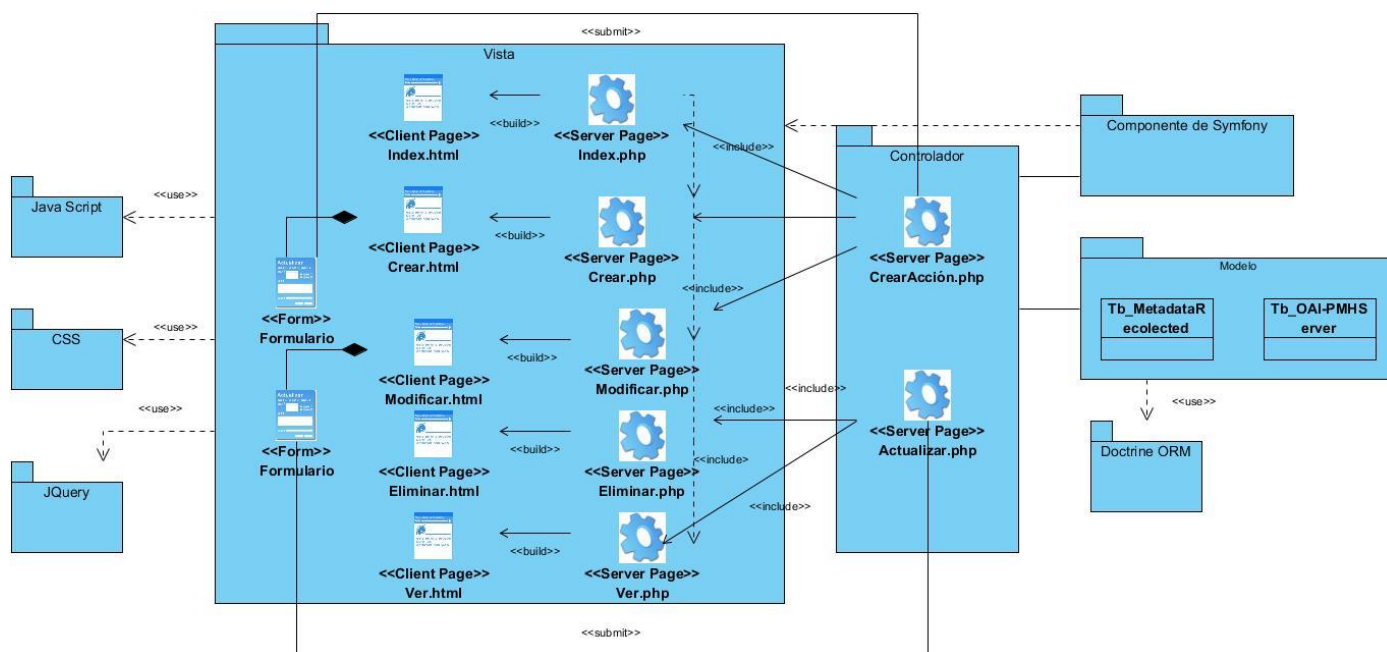 <<submit>>
Vista
<<Client Page>>
Index.html
<<build>>
<<Server Page>>
Index.php
<<include>>
Componente de Symfony
Controlador
Java Script
<<use>>
<<Client Page>>
Crear.html
<<build>>
<<Server Page>>
Crear.php
<<include>>
<<Server Page>>
CrearAcción.php
Modelo
Tb_MetadataR
ecolected
Tb_OAI-PMHS
erver
Actualizar
<<Form>>
Formulario
CSS
<<use>>
<<Client Page>>
Modificar.html
<<build>>
<<Server Page>>
Modificar.php
<<include>>
<<include>>
<<Server Page>>
Actualizar.php
<<use>>
Doctrine ORM
Actualizar
<<Form>>
Formulario
<<use>>
JQuery
<<Client Page>>
Eliminar.html
<<build>>
<<Server Page>>
Eliminar.php
<<include>>
<<include>>
<<Client Page>>
Ver.html
<<build>>
<<Server Page>>
Ver.php
<<submit>>